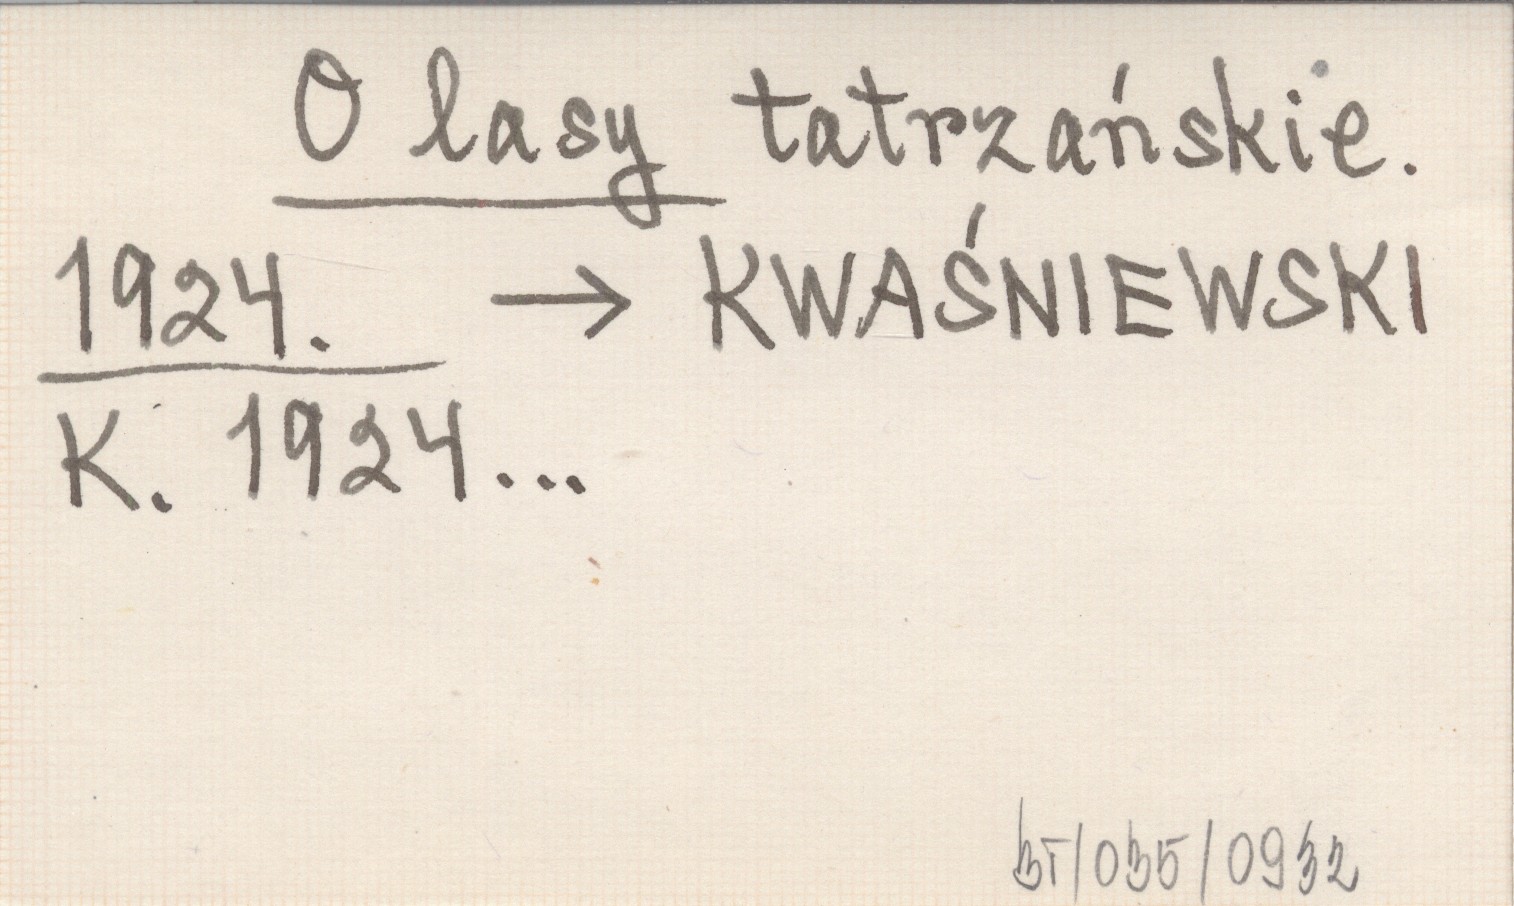 O lasy tatrzańskie.
1924. → KWAŚNIEWSKI
K. 1924...
BT/035/0932